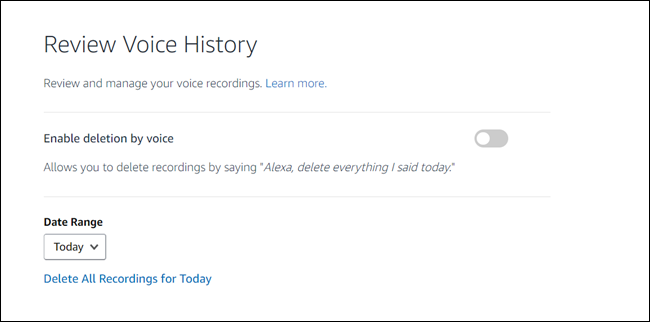 Review Voice History
Review and manage your voice recordings. Learn more.
Enable deletion by voice
Allows you to delete recordings by saying "Alexa, delete everything I said today."
Date Range
Today
Delete All Recordings for Today